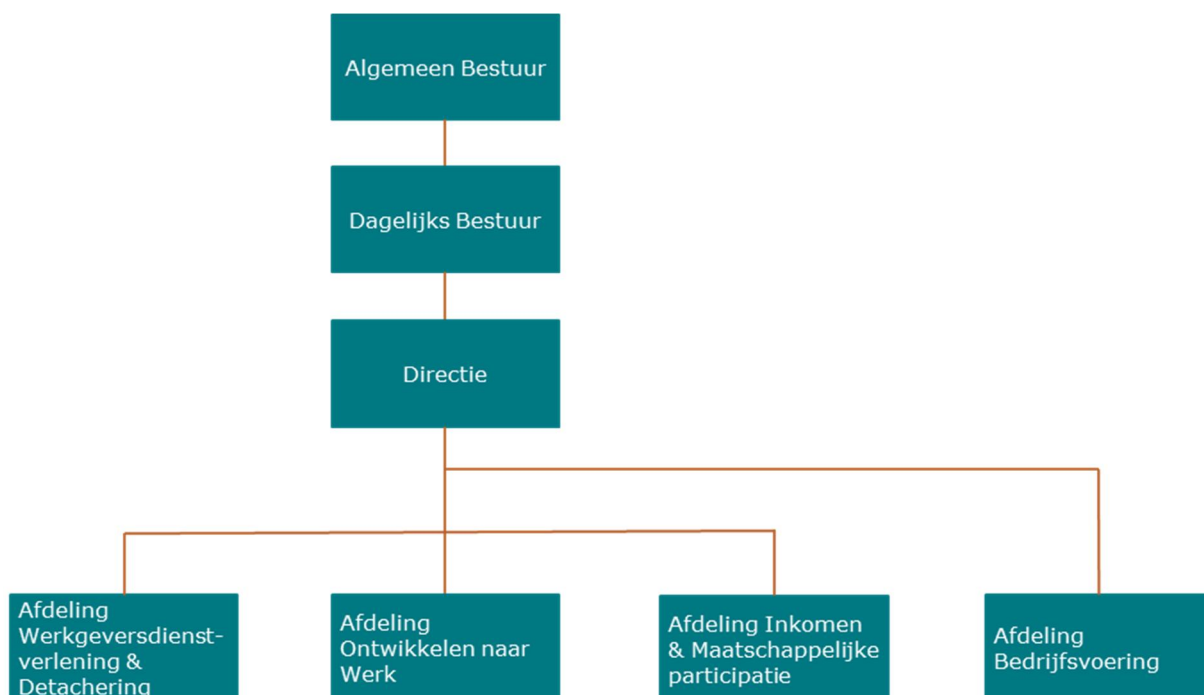 Algemeen Bestuur
Dagelijks Bestuur
Directie
Afdeling
Werkgeversdienst-
verlening &
Detachering
Afdeling
Ontwikkelen naar
Werk
Afdeling Inkomen
& Maatschappelijke
participatie
Afdeling
Bedrijfsvoering